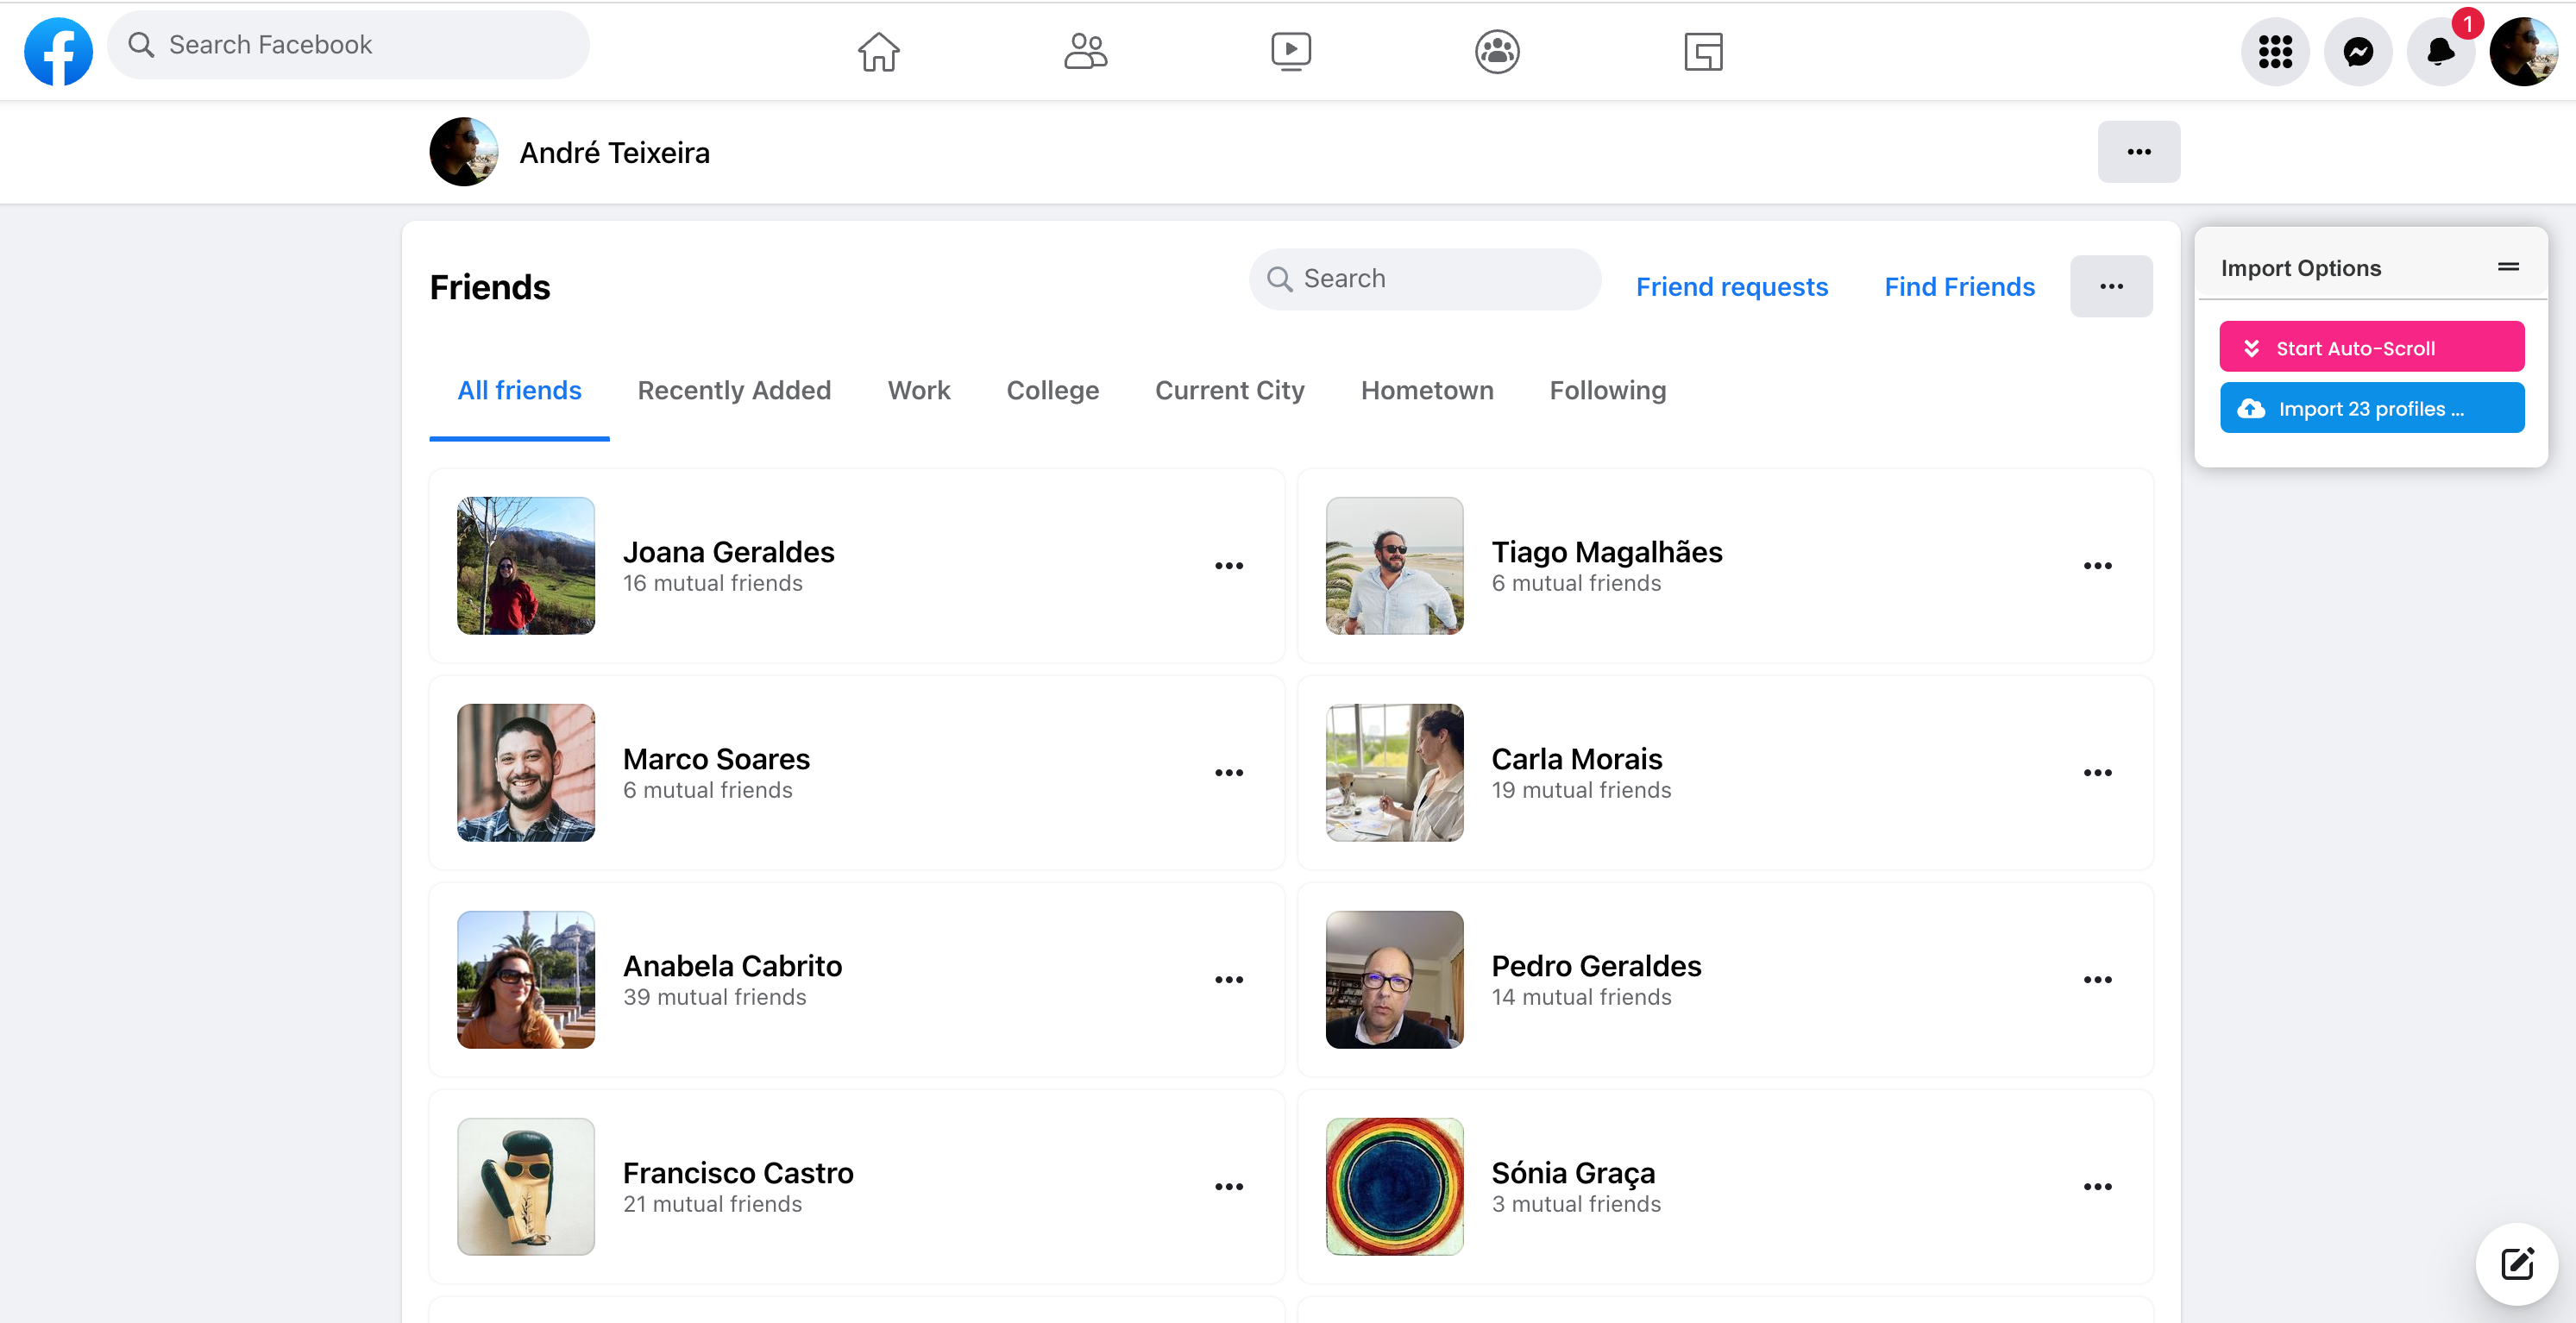 Search Facebook
1
André Teixeira
Friends
Search
Friend requests
Find Friends
Import Options
Start Auto-Scroll
Import 23 profiles ...
All friends
Recently Added
Work
College
Current City
Hometown
Following
Joana Geraldes
16 mutual friends
Tiago Magalhães
6 mutual friends
Marco Soares
6 mutual friends
Carla Morais
19 mutual friends
Anabela Cabrito
39 mutual friends
Pedro Geraldes
14 mutual friends
Francisco Castro
21 mutual friends
Sónia Graça
3 mutual friends